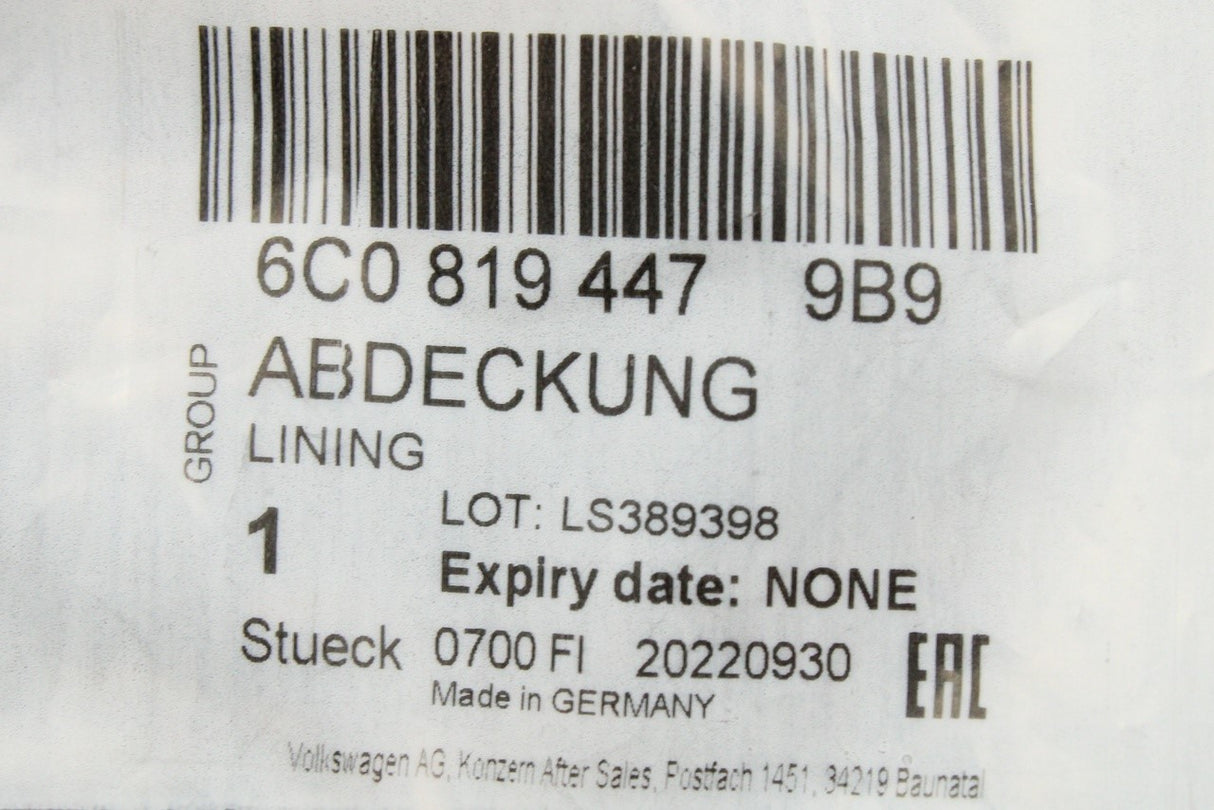 6C0 819 447 9B9
GROUP
ABDECKUNG
LINING
1
LOT: LS389398
Expiry date: NONE
Stueck 0700 FI 20220930
Made in GERMANY
EAC
Volkswagen AG, Konzern After Sales, Postfach 1451, 34219 Baunatal